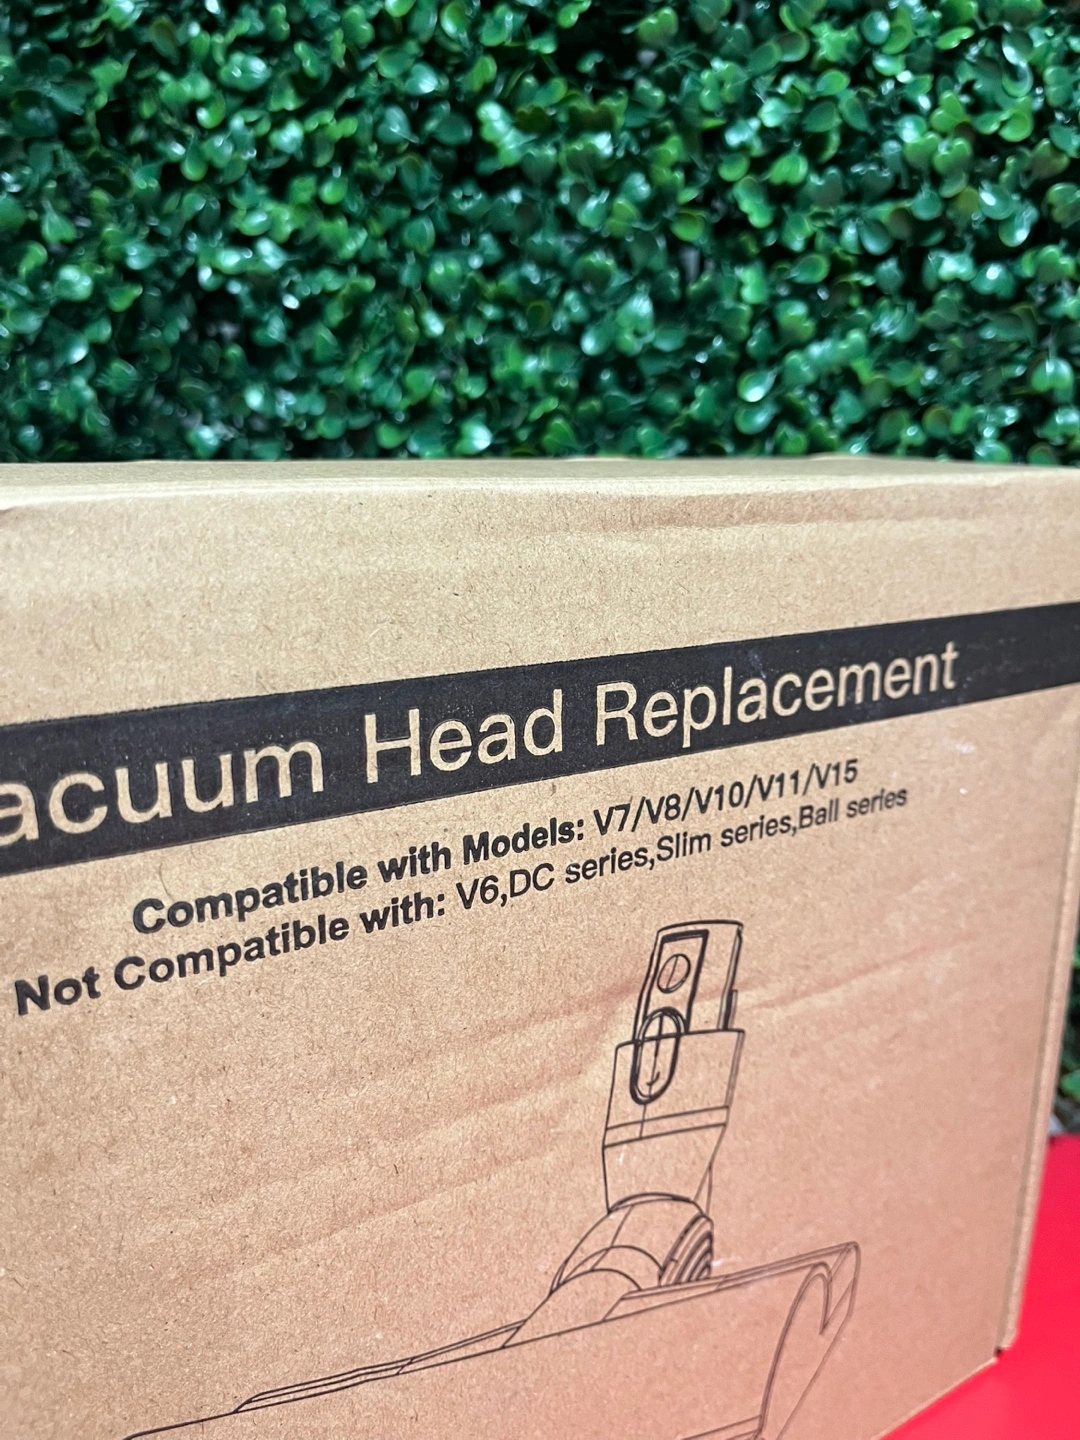 acuum Head Replacement
Compatible with Models: V7/V8/V10/V11/V15
Not Compatible with: V6,DC series,Slim series,Ball series